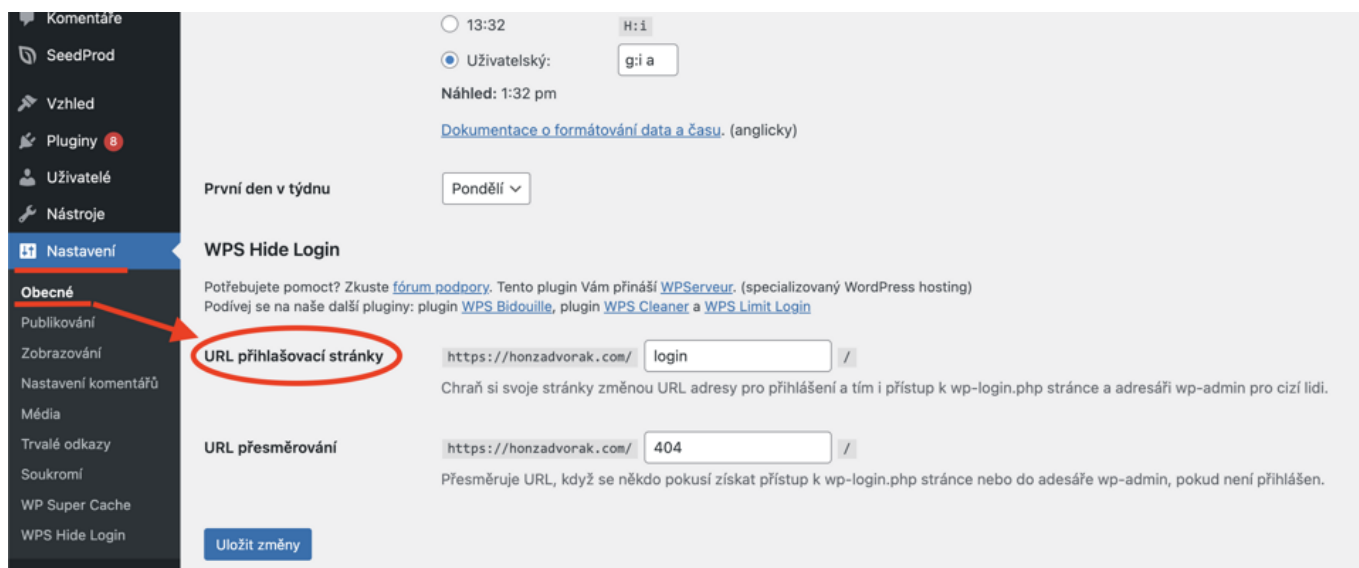 Komentáře
SeedProd
Vzhled
Pluginy 8
Uživatelé
Nástroje
Nastavení
Obecné
Publikování
Zobrazování
Nastavení komentářů
Média
Trvalé odkazy
Soukromí
WP Super Cache
WPS Hide Login
13:32 H:i
Uživatelský: g:i a
Náhled: 1:32 pm
Dokumentace o formátování data a času. (anglicky)
První den v týdnu Pondělí
WPS Hide Login
Potřebujete pomoct? Zkuste fórum podpory. Tento plugin Vám přináší WPServeur. (specializovaný WordPress hosting)
Podívej se na naše další pluginy: plugin WPS Bidouille, plugin WPS Cleaner a WPS Limit Login
URL přihlašovací stránky https://honzadvorak.com/ login /
Chraň si svoje stránky změnou URL adresy pro přihlášení a tím i přístup k wp-login.php stránce a adresáři wp-admin pro cizí lidi.
URL přesměrování https://honzadvorak.com/ 404 /
Přesměruje URL, když se někdo pokusí získat přístup k wp-login.php stránce nebo do adesáře wp-admin, pokud není přihlášen.
Uložit změny